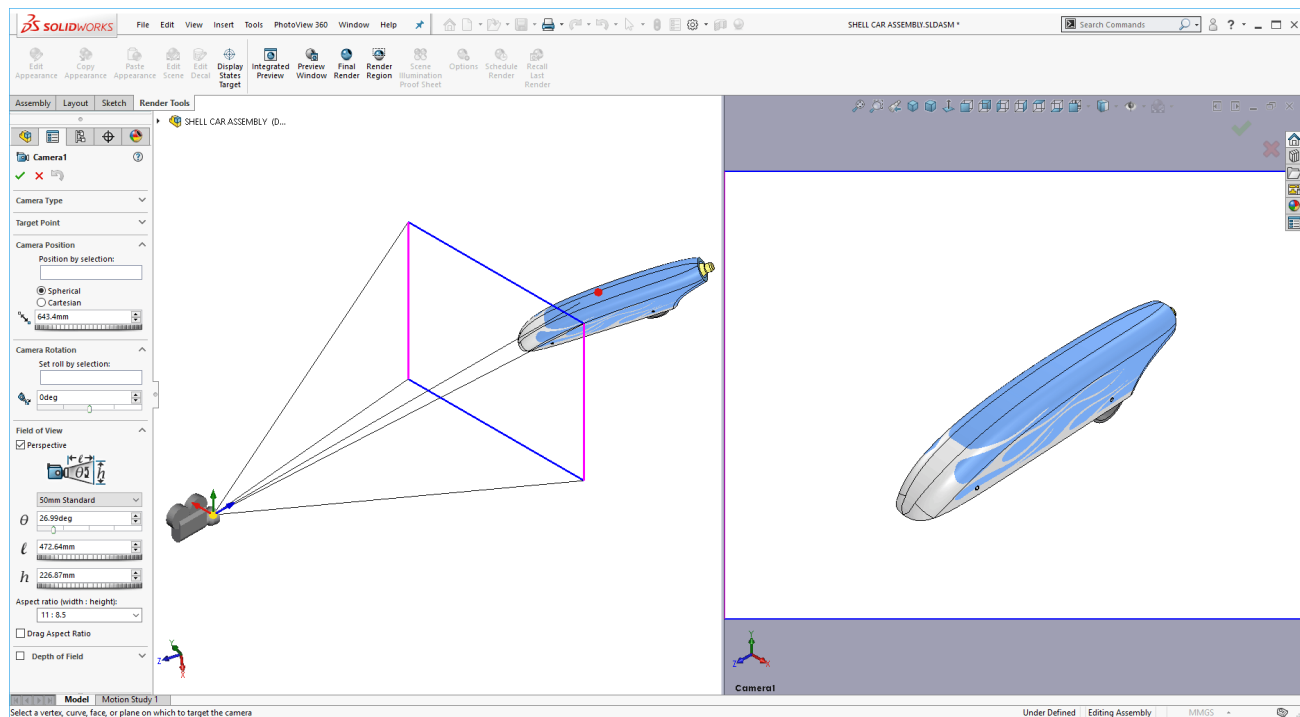 SOLIDWORKS File Edit View Insert Tools PhotoView 360 Window Help SHELL CAR ASSEMBLY.SLDASM * Search Commands ?
Edit Appearance Copy Appearance Paste Appearance Edit Scene Edit Decal Display States Target Integrated Preview Preview Window Final Render Render Region Scene Illumination Proof Sheet Options Schedule Render Recall Last Render
Assembly Layout Sketch Render Tools
SHELL CAR ASSEMBLY (D...
Camera1
Camera Type
Target Point
Camera Position
Position by selection:
Spherical
Cartesian
643.4mm
Camera Rotation
Set roll by selection:
0deg
Field of View
Perspective
ℓ θ h
50mm Standard
θ 26.99deg
ℓ 472.64mm
h 226.87mm
Aspect ratio (width : height):
11 : 8.5
Drag Aspect Ratio
Depth of Field
Y Z X
Y Z X
Camera1
Model Motion Study 1
Select a vertex, curve, face, or plane on which to target the camera Under Defined Editing Assembly MMGS